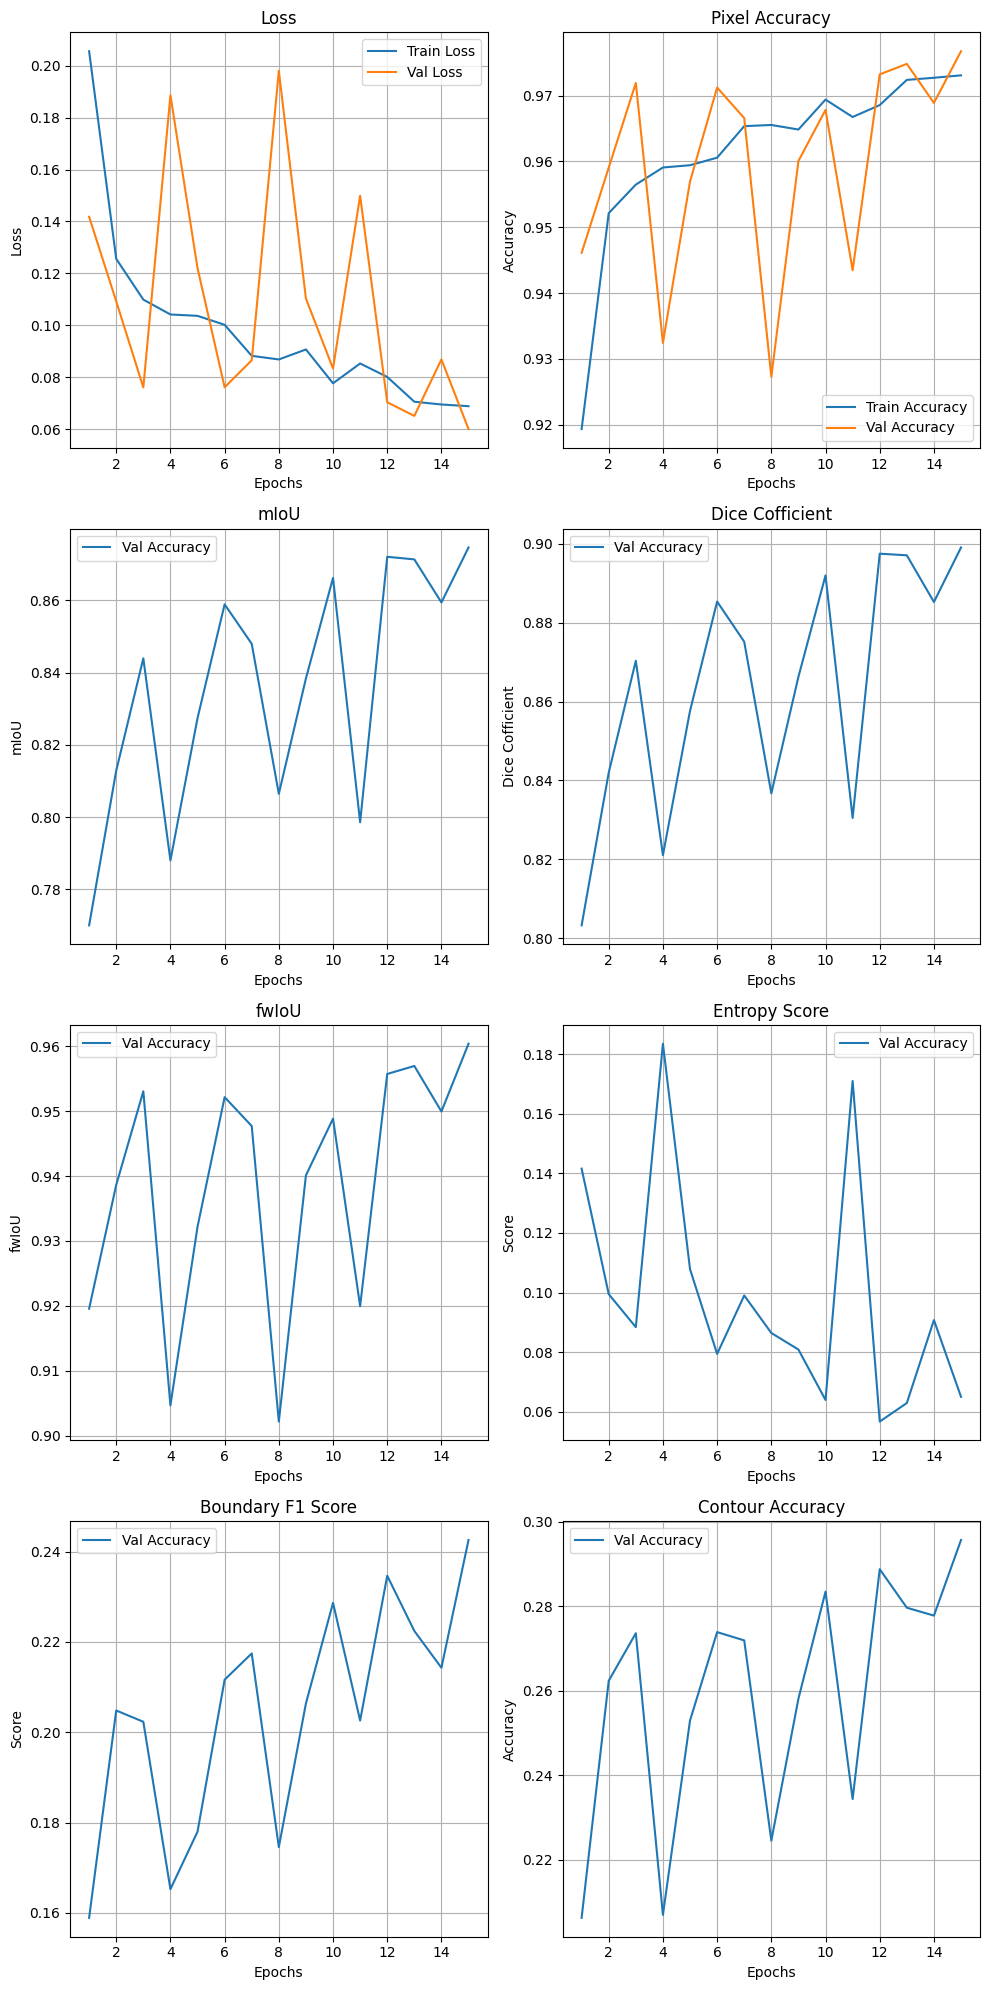 Loss
Train Loss
Val Loss
0.20
0.18
0.16
0.14
0.12
0.10
0.08
0.06
Loss
2 4 6 8 10 12 14
Epochs
Pixel Accuracy
0.97
0.96
0.95
0.94
0.93
0.92
Accuracy
Train Accuracy
Val Accuracy
2 4 6 8 10 12 14
Epochs
mIoU
Val Accuracy
0.86
0.84
0.82
0.80
0.78
mIoU
2 4 6 8 10 12 14
Epochs
Dice Cofficient
Val Accuracy
0.90
0.88
0.86
0.84
0.82
0.80
Dice Cofficient
2 4 6 8 10 12 14
Epochs
fwIoU
Val Accuracy
0.96
0.95
0.94
0.93
0.92
0.91
0.90
fwIoU
2 4 6 8 10 12 14
Epochs
Entropy Score
Val Accuracy
0.18
0.16
0.14
0.12
0.10
0.08
0.06
Score
2 4 6 8 10 12 14
Epochs
Boundary F1 Score
Val Accuracy
0.24
0.22
0.20
0.18
0.16
Score
2 4 6 8 10 12 14
Epochs
Contour Accuracy
Val Accuracy
0.30
0.28
0.26
0.24
0.22
Accuracy
2 4 6 8 10 12 14
Epochs